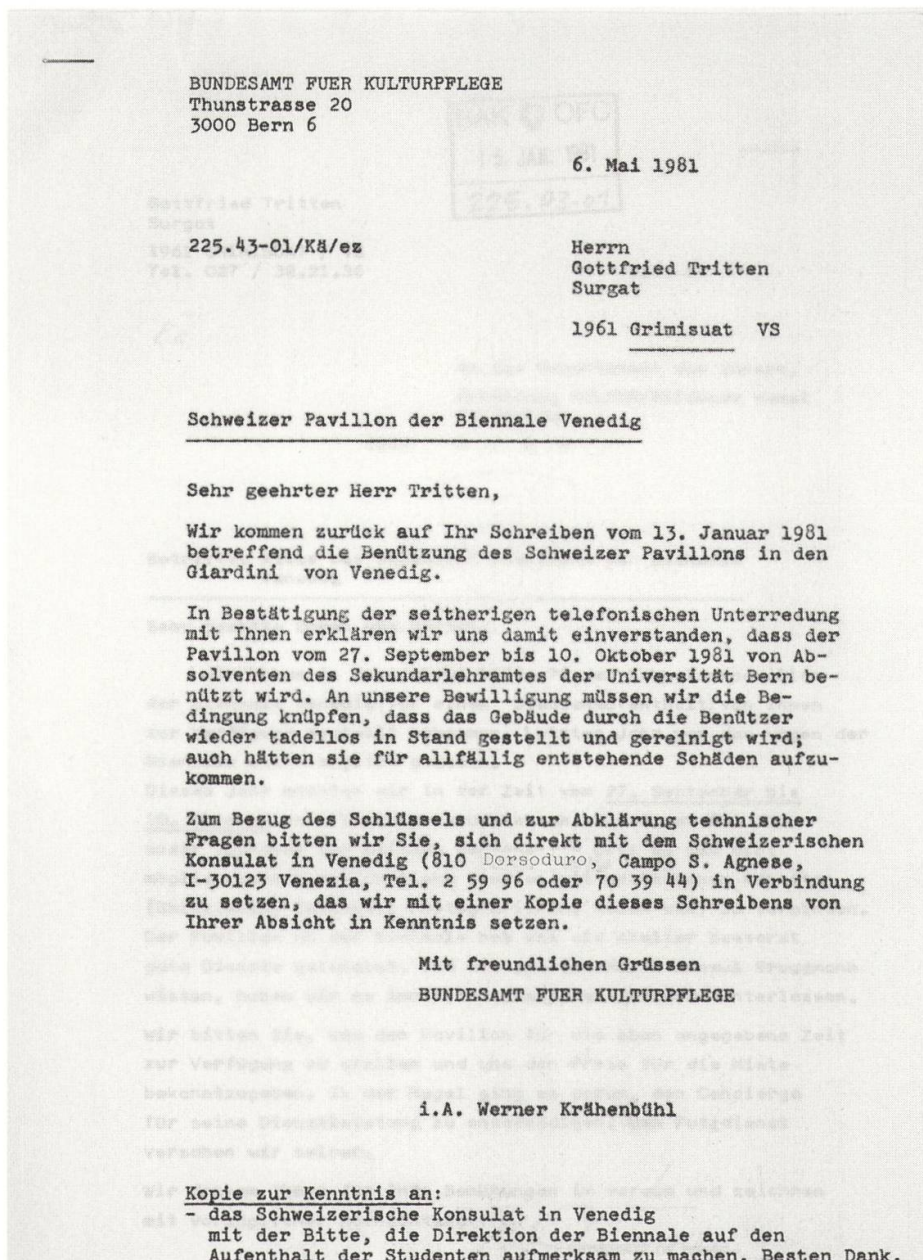 BUNDESAMT FUER KULTURPFLEGE
Thunstrasse 20
3000 Bern 6
6. Mai 1981
225.43-01/Kä/ez
Herrn
Gottfried Tritten
Surgat
1961 Grimisuat VS
Schweizer Pavillon der Biennale Venedig
Sehr geehrter Herr Tritten,
Wir kommen zurück auf Ihr Schreiben vom 13. Januar 1981
betreffend die Benützung des Schweizer Pavillons in den
Giardini von Venedig.
In Bestätigung der seitherigen telefonischen Unterredung
mit Ihnen erklären wir uns damit einverstanden, dass der
Pavillon vom 27. September bis 10. Oktober 1981 von Ab-
solventen des Sekundarlehramtes der Universität Bern be-
nützt wird. An unsere Bewilligung müssen wir die Be-
dingung knüpfen, dass das Gebäude durch die Benützer
wieder tadellos in Stand gestellt und gereinigt wird;
auch hätten sie für allfällig entstehende Schäden aufzu-
kommen.
Zum Bezug des Schlüssels und zur Abklärung technischer
Fragen bitten wir Sie, sich direkt mit dem Schweizerischen
Konsulat in Venedig (810 Dorsoduro, Campo S. Agnese,
I-30123 Venezia, Tel. 2 59 96 oder 70 39 44) in Verbindung
zu setzen, das wir mit einer Kopie dieses Schreibens von
Ihrer Absicht in Kenntnis setzen.
Mit freundlichen Grüssen
BUNDESAMT FUER KULTURPFLEGE
i.A. Werner Krähenbühl
Kopie zur Kenntnis an:
- das Schweizerische Konsulat in Venedig
mit der Bitte, die Direktion der Biennale auf den
Aufenthalt der Studenten aufmerksam zu machen. Besten Dank.